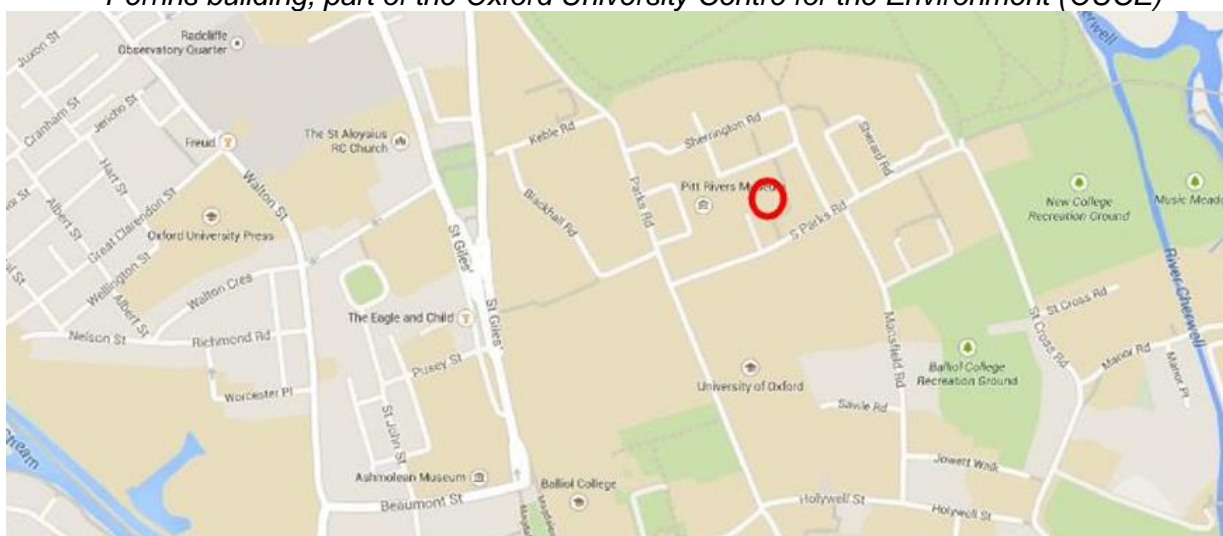 building, part of the Oxford University Centre for the Environment
Juxon St
Radcliffe
Observatory Quarter
Cranham St
Jericho St
Freud
Hart St
Albert St
Great Clarendon St
Wellington St
Albert St
Oxford University Press
Walton St
Walton Cres
Nelson St
Richmond Rd
Worcester Pl
The St Aloysius
RC Church
St Giles'
St Giles'
The Eagle and Child
Pusey St
St John St
Ashmolean Museum
Beaumont St
Balliol College
Keble Rd
Blackhall Rd
Parks Rd
Sherrington Rd
Sherard Rd
Pitt Rivers
S Parks Rd
Mansfield Rd
University of Oxford
Savile Rd
Jowett Walk
Holywell St
Holywell St
Balliol College
Recreation Ground
New College
Recreation Ground
St Cross Rd
St Cross Rd
Manor Rd
Manor Pl
River Cherwell
Cherwell
Music